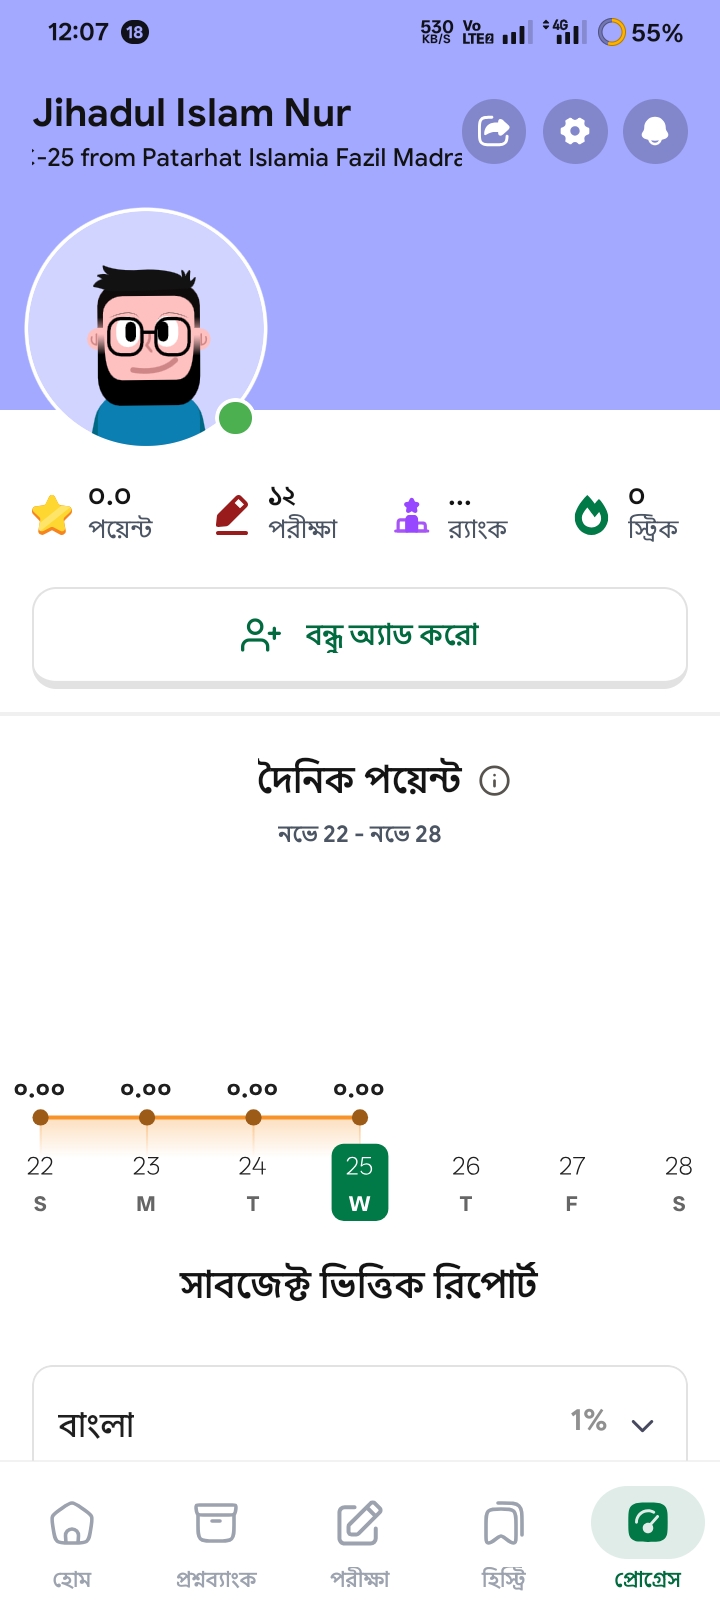 12:07 18 530 KB/S Vo LTE2 4G 55%
Jihadul Islam Nur
-25 from Patarhat Islamia Fazil Madra
০.০ ১২ ... ০
পয়েন্ট পরীক্ষা র‍্যাংক স্ট্রিক
বন্ধু অ্যাড করো
দৈনিক পয়েন্ট
নভে 22 - নভে 28
০.০০ ০.০০ ০.০০ ০.০০
22 23 24 25 26 27 28
S M T W T F S
সাবজেক্ট ভিত্তিক রিপোর্ট
বাংলা 1%
হোম প্রশ্নব্যাংক পরীক্ষা হিস্ট্রি প্রোগ্রেস